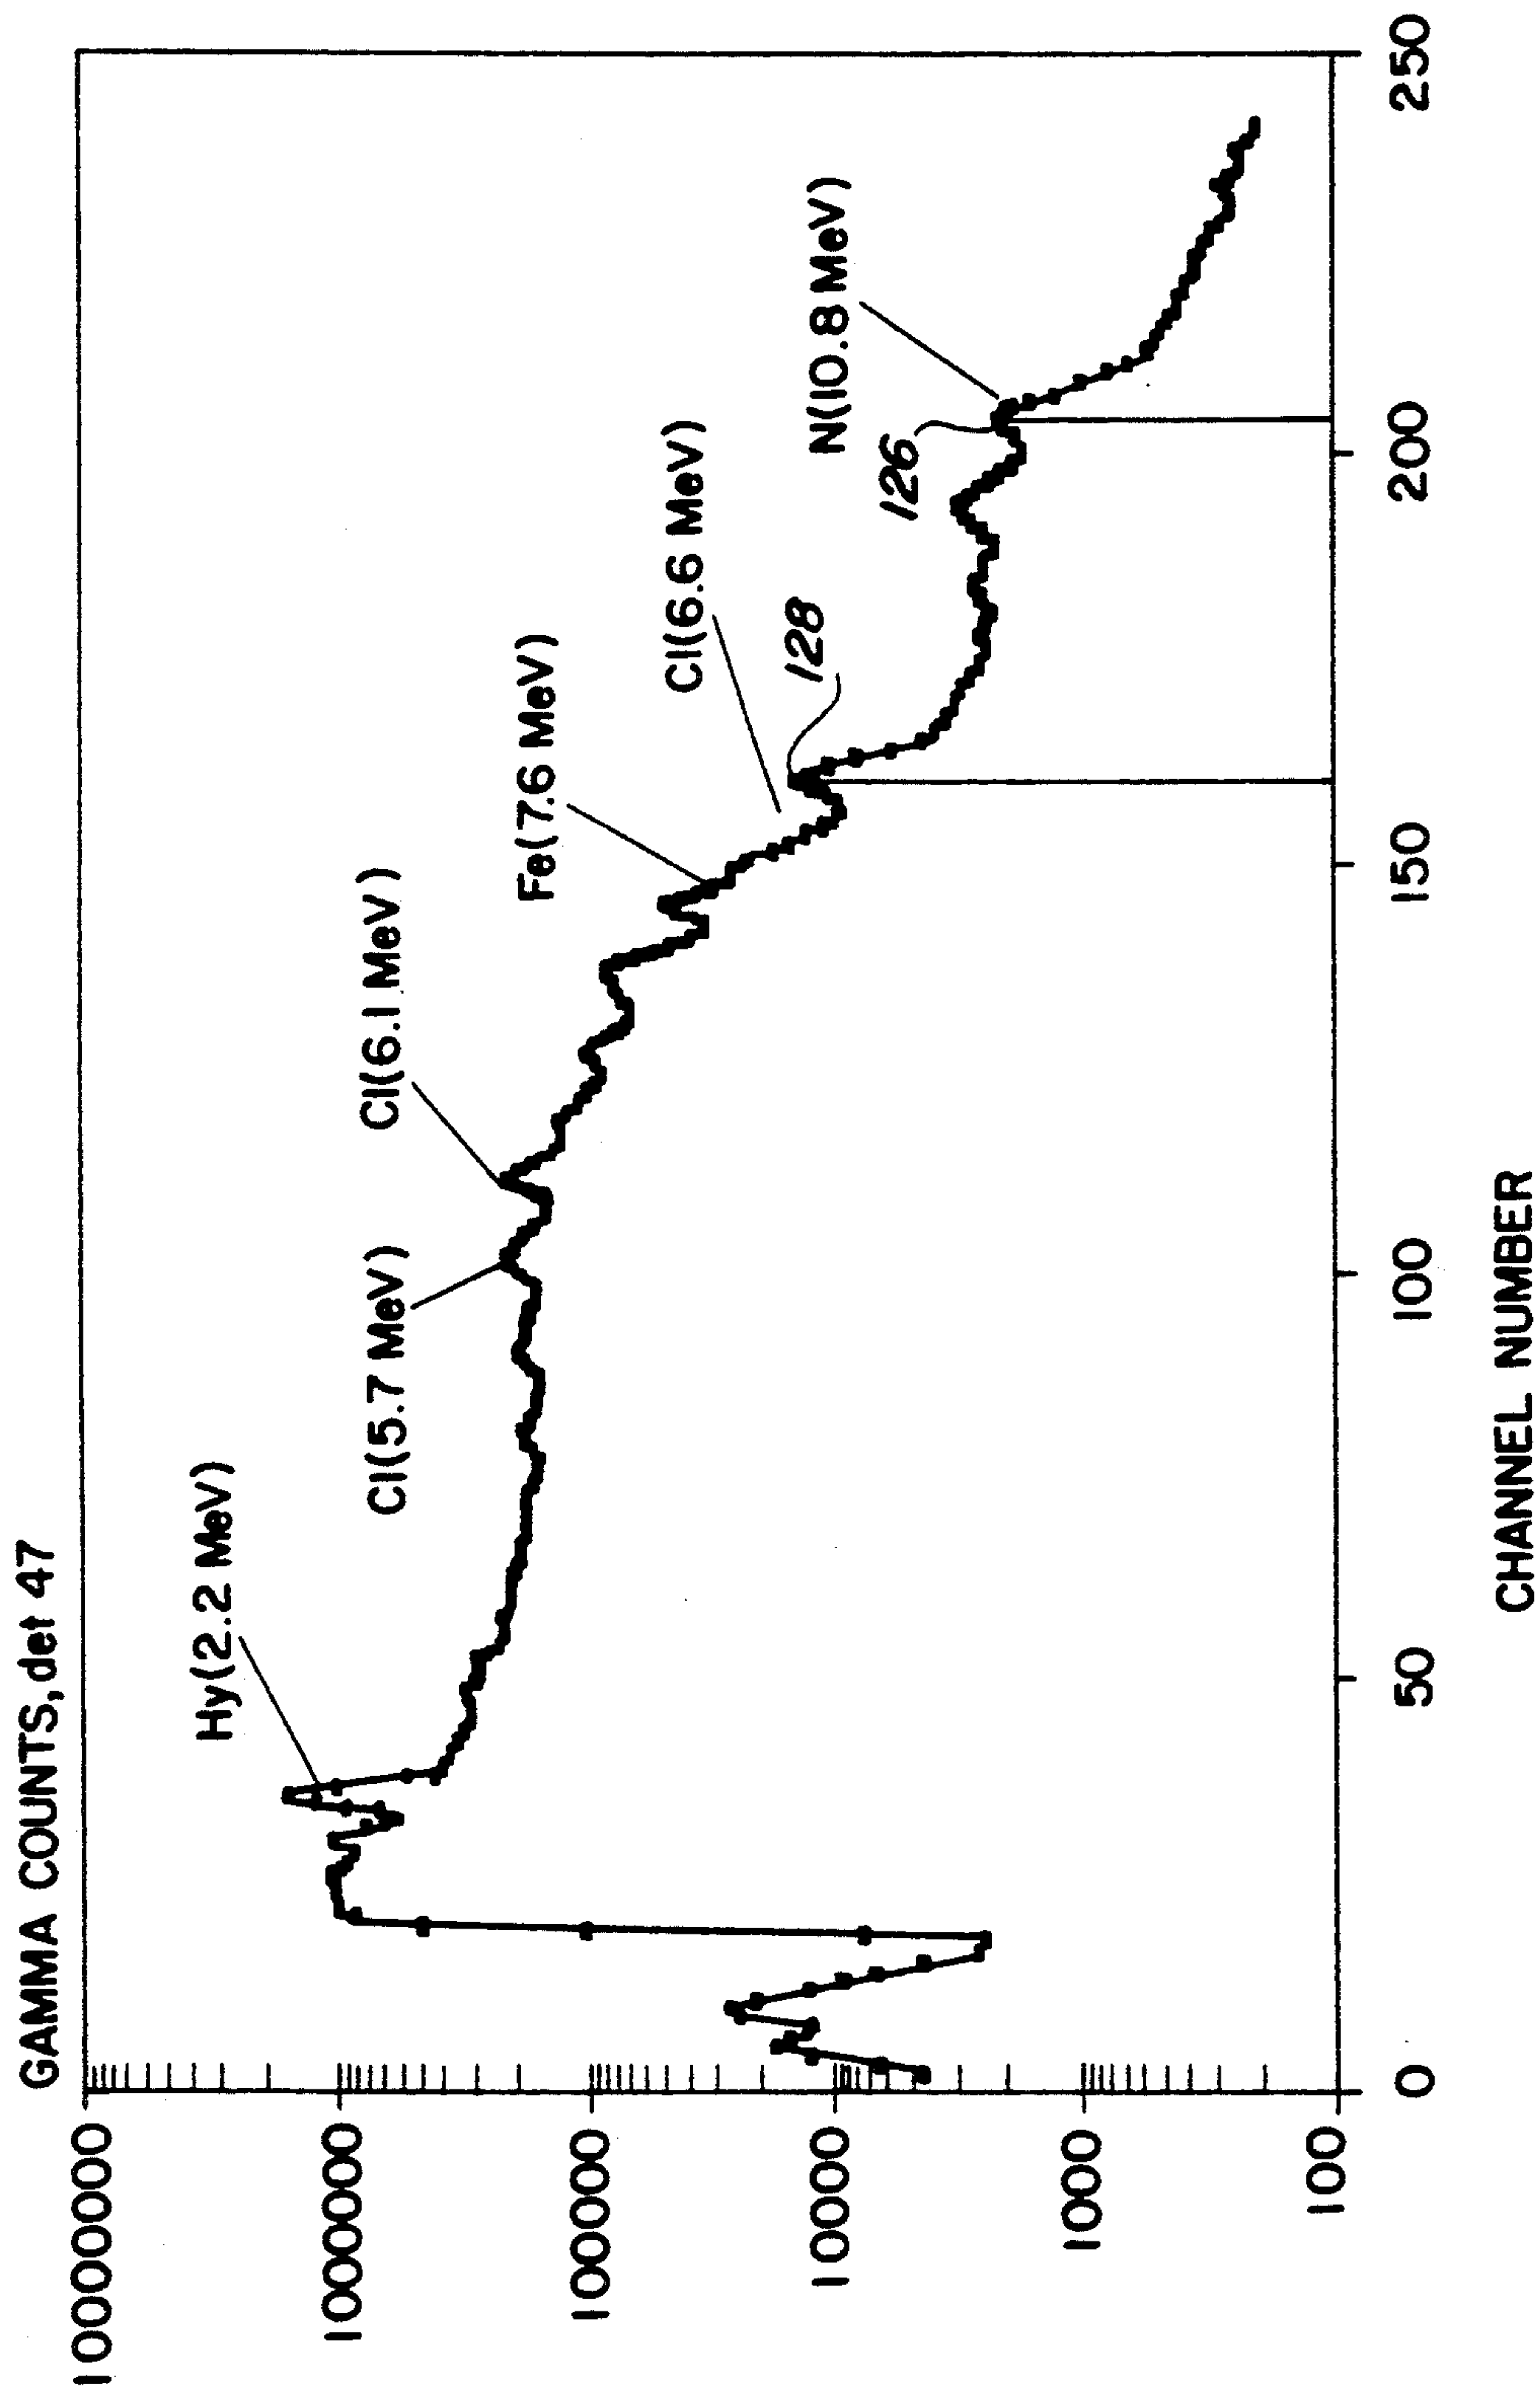 GAMMA COUNTS, det 47
10000000
1000000
100000
10000
1000
100
Hy(2.2 MeV)
Cl(5.7 MeV)
Cl(6.1 MeV)
Fe(7.6 MeV)
Cl(6.6 MeV)
128
N(10.8 MeV)
126
0
50
100
150
200
250
CHANNEL NUMBER